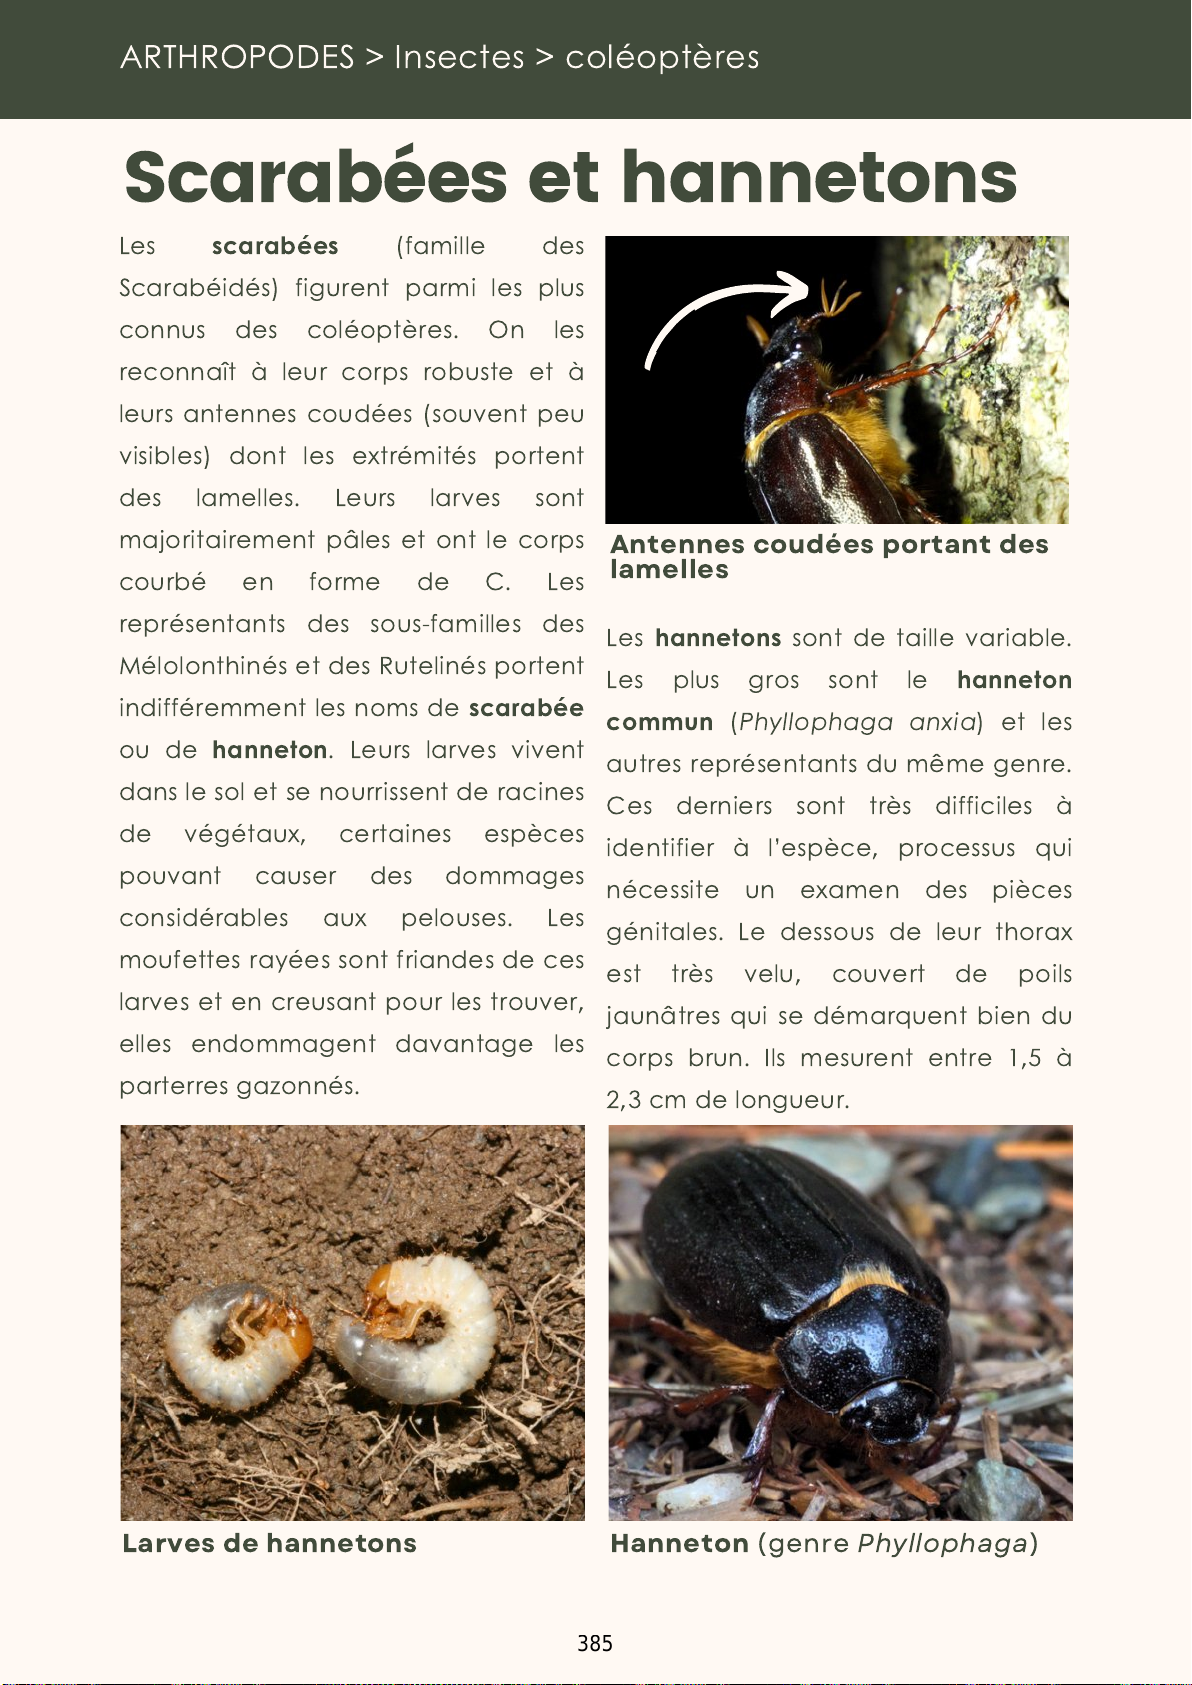 ARTHROPODES > Insectes > coléoptères
Scarabées et hannetons
Les scarabées (famille des
Scarabéidés) figurent parmi les plus
connus des coléoptères. On les
reconnaît à leur corps robuste et à
leurs antennes coudées (souvent peu
visibles) dont les extrémités portent
des lamelles. Leurs larves sont
majoritairement pâles et ont le corps
courbé en forme de C. Les
représentants des sous-familles des
Mélolonthinés et des Rutelinés portent
indifféremment les noms de scarabée
ou de hanneton. Leurs larves vivent
dans le sol et se nourrissent de racines
de végétaux, certaines espèces
pouvant causer des dommages
considérables aux pelouses. Les
moufettes rayées sont friandes de ces
larves et en creusant pour les trouver,
elles endommagent davantage les
parterres gazonnés.
Antennes coudées portant des
lamelles
Les hannetons sont de taille variable.
Les plus gros sont le hanneton
commun (Phyllophaga anxia) et les
autres représentants du même genre.
Ces derniers sont très difficiles à
identifier à l'espèce, processus qui
nécessite un examen des pièces
génitales. Le dessous de leur thorax
est très velu, couvert de poils
jaunâtres qui se démarquent bien du
corps brun. Ils mesurent entre 1,5 à
2,3 cm de longueur.
Larves de hannetons
Hanneton (genre Phyllophaga)
385